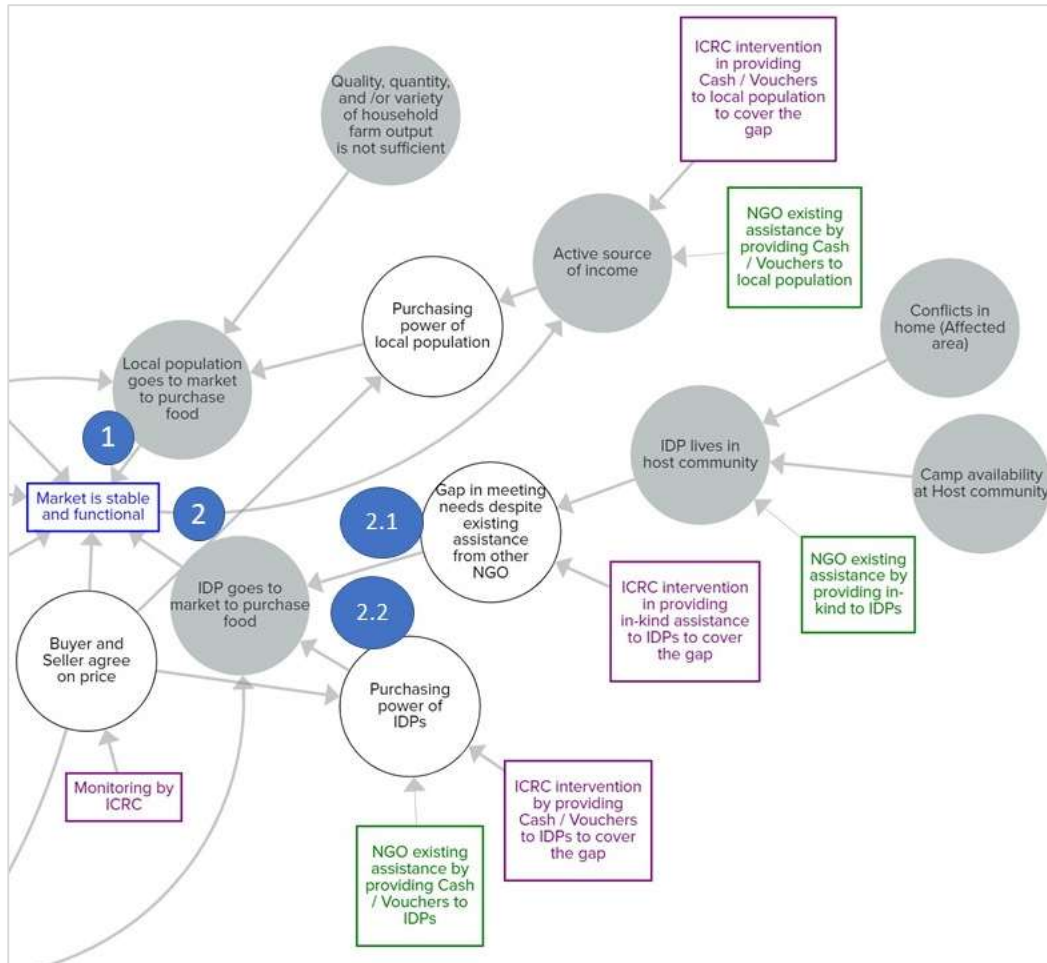 ICRC intervention
in providing
Cash / Vouchers
to local population
to cover the
gap
Quality, quantity,
and /or variety
of household
farm output
is not sufficient
NGO existing
assistance by
providing Cash
/ Vouchers to
local population
Active source
of income
Purchasing
power of
local population
Conflicts in
home (Affected
area)
Local population
goes to market
to purchase
food
1
IDP lives in
host community
Camp availability
at Host community
Market is stable
and functional
2
2.1
Gap in meeting
needs despite
existing
assistance
from other
NGO
NGO existing
assistance by
providing in-
kind to IDPs
IDP goes to
market to purchase
food
2.2
ICRC intervention
in providing
in-kind assistance
to IDPs to cover
the gap
Buyer and
Seller agree
on price
Purchasing
power of
IDPs
Monitoring by
ICRC
ICRC intervention
by providing
Cash / Vouchers
to IDPs to cover
the gap
NGO existing
assistance by
providing Cash
/ Vouchers to
IDPs